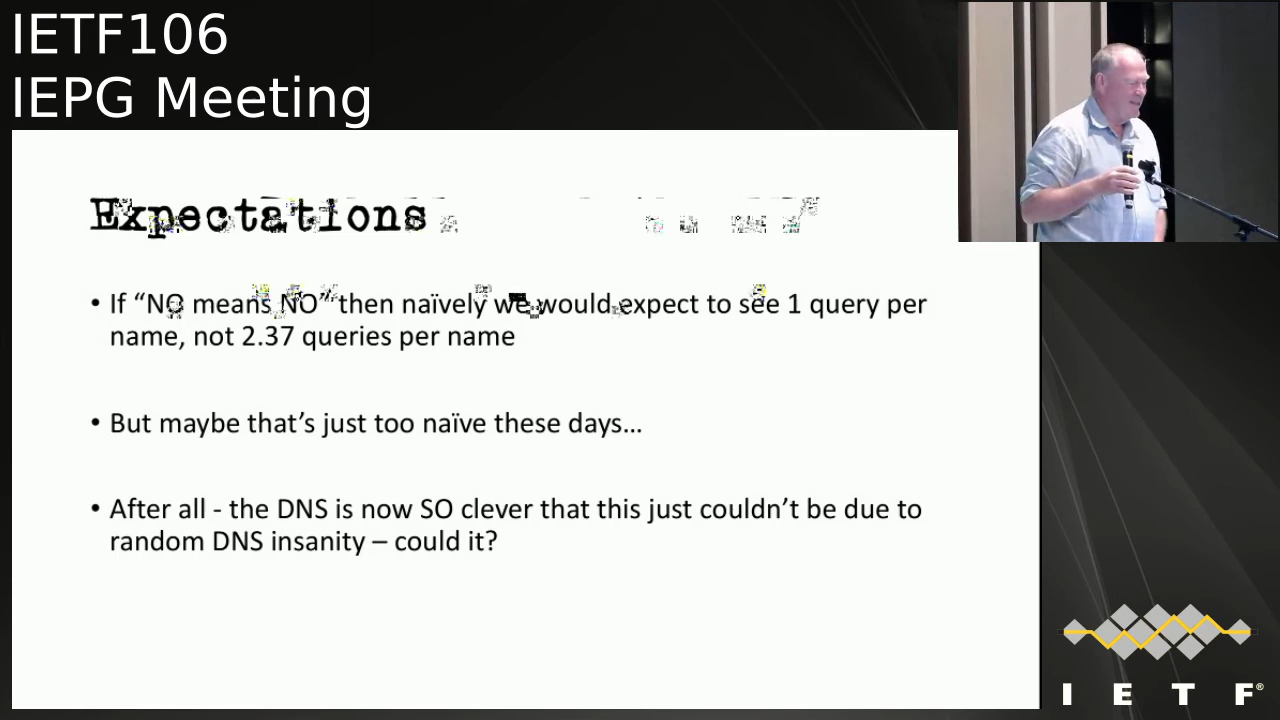 IETF106
IEPG Meeting
Expectations
• If “NO means NO” then naïvely we would expect to see 1 query per
name, not 2.37 queries per name
• But maybe that’s just too naïve these days…
• After all - the DNS is now SO clever that this just couldn’t be due to
random DNS insanity – could it?
I E T F®